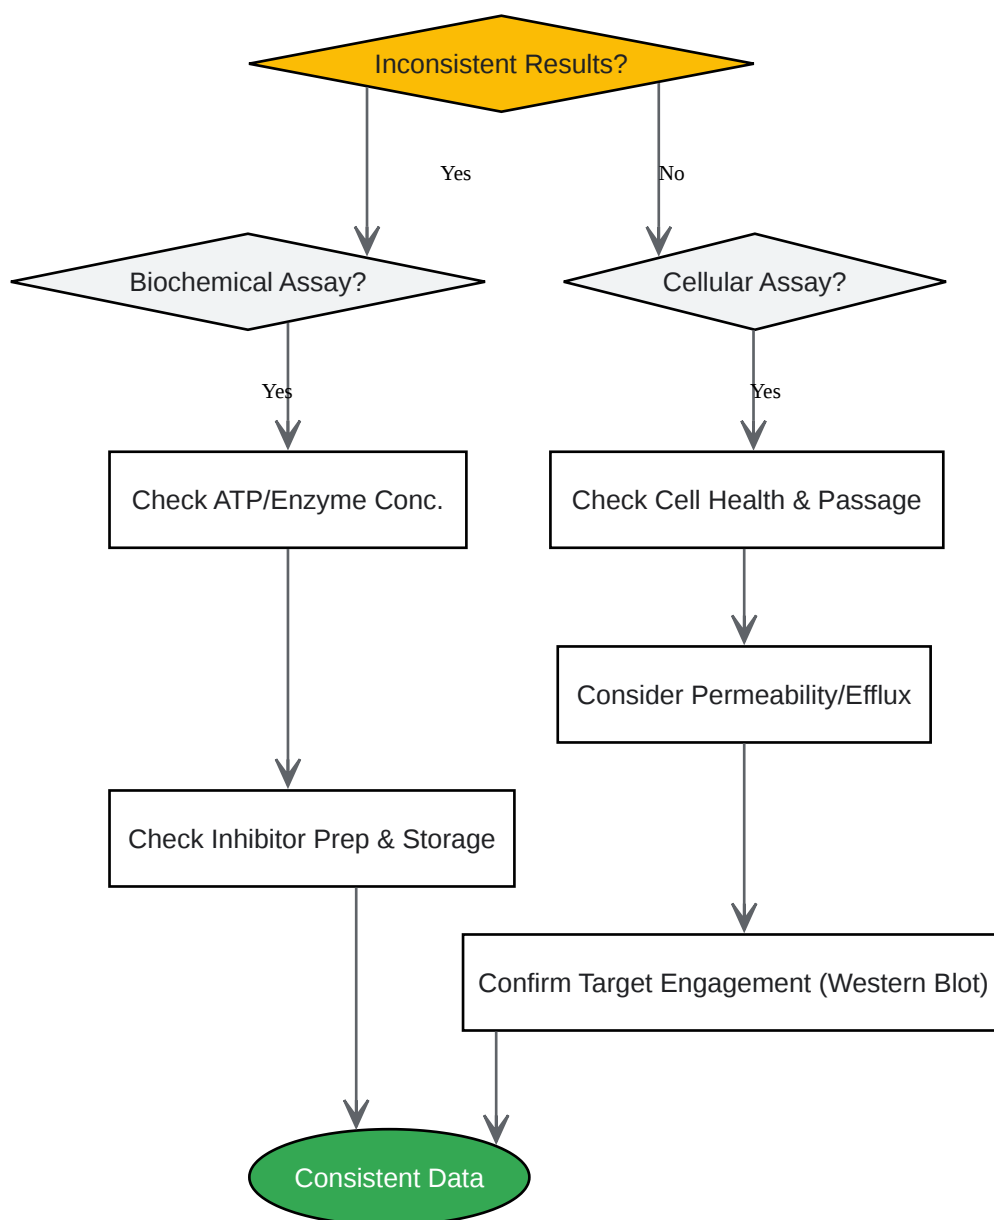 Inconsistent Results?
Yes
No
Biochemical Assay?
Cellular Assay?
Yes
Yes
Check ATP/Enzyme Conc.
Check Cell Health & Passage
Consider Permeability/Efflux
Check Inhibitor Prep & Storage
Confirm Target Engagement (Western Blot)
Consistent Data